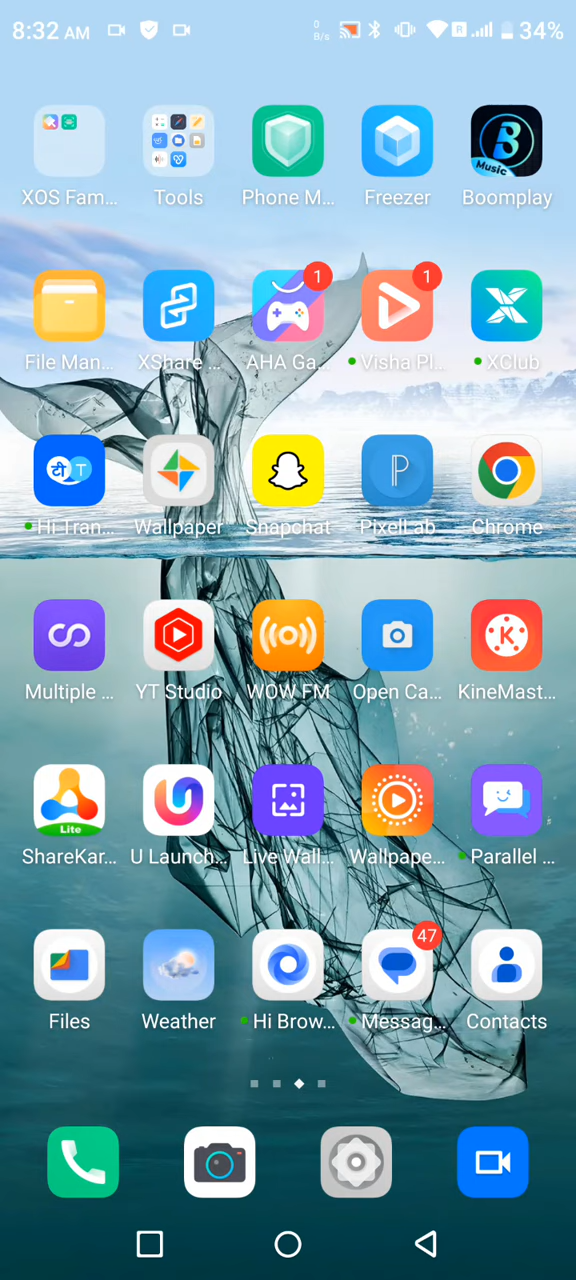 8:32 AM 0 B/s R 34%
XOS Fam... Tools Phone M... Freezer Boomplay
B Music
1 1
File Man... XShare ... AHA Ga... Visha Pl... XClub
टी T P
Hi Tran... Wallpaper Snapchat PixelLab Chrome
K
Multiple ... YT Studio WOW FM Open Ca... KineMast...
Lite
ShareKar... U Launch... Live Wall... Wallpape... Parallel ...
47
Files Weather Hi Brow... Messag... Contacts